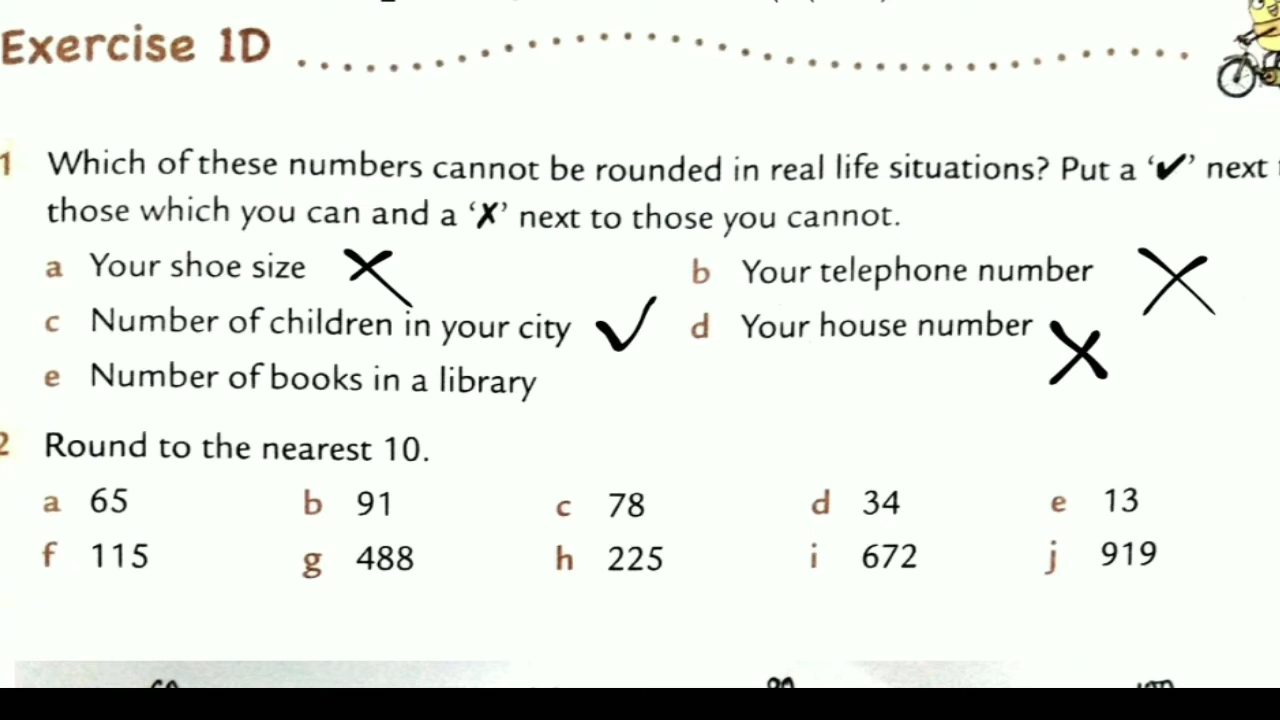 Exercise 1D
1 Which of these numbers cannot be rounded in real life situations? Put a ‘✔’ next
those which you can and a ‘✗’ next to those you cannot.
a Your shoe size ✗ b Your telephone number ✗
c Number of children in your city ✓ d Your house number ✗
e Number of books in a library
2 Round to the nearest 10.
a 65 b 91 c 78 d 34 e 13
f 115 g 488 h 225 i 672 j 919